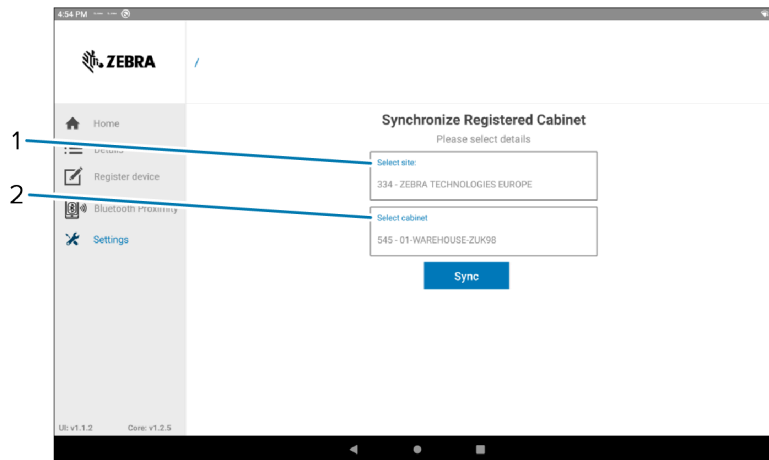 4:54 PM
ZEBRA
/
Home
Details
Register device
Bluetooth Proximity
Settings
UI: v1.1.2 Core: v1.2.5
Synchronize Registered Cabinet
Please select details
1
Select site:
334 - ZEBRA TECHNOLOGIES EUROPE
2
Select cabinet
545 - 01-WAREHOUSE-ZUK98
Sync